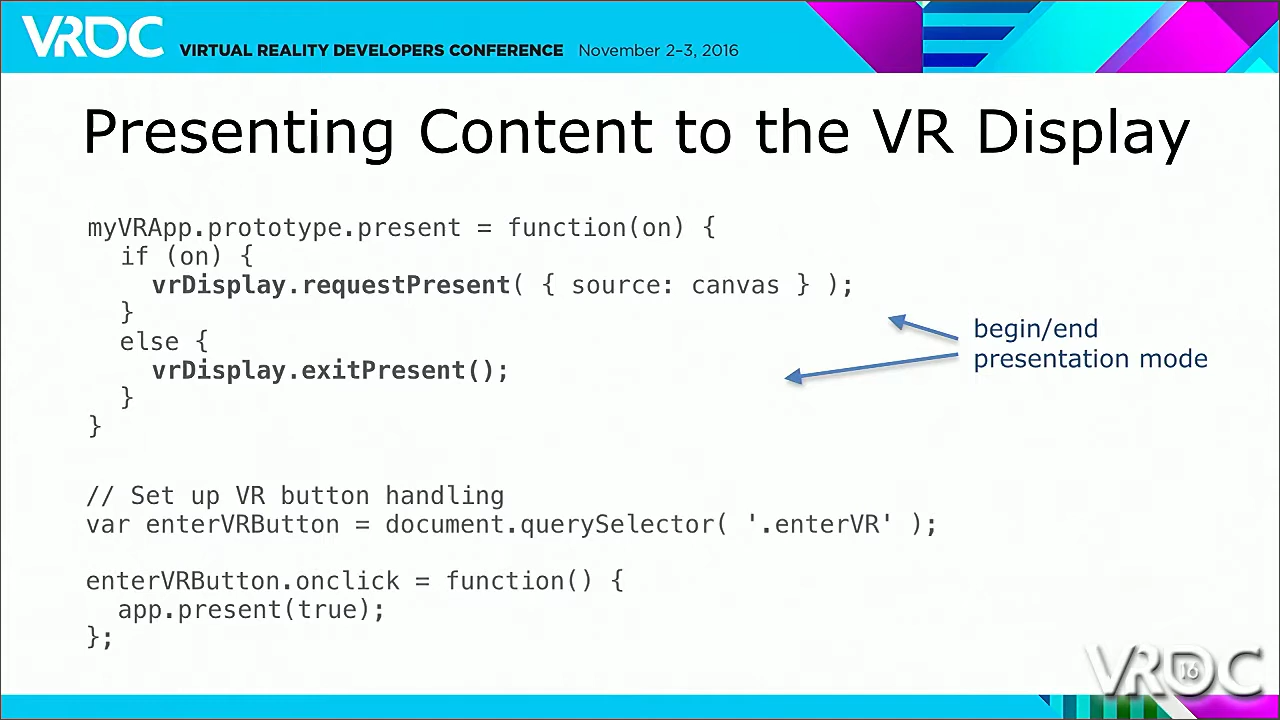 VRDC VIRTUAL REALITY DEVELOPERS CONFERENCE November 2-3, 2016
Presenting Content to the VR Display
myVRApp.prototype.present = function(on) {
  if (on) {
    vrDisplay.requestPresent( { source: canvas } );
  }
  else {
    vrDisplay.exitPresent();
  }
}
begin/end
presentation mode
// Set up VR button handling
var enterVRButton = document.querySelector( '.enterVR' );
enterVRButton.onclick = function() {
  app.present(true);
};
VRDC
16